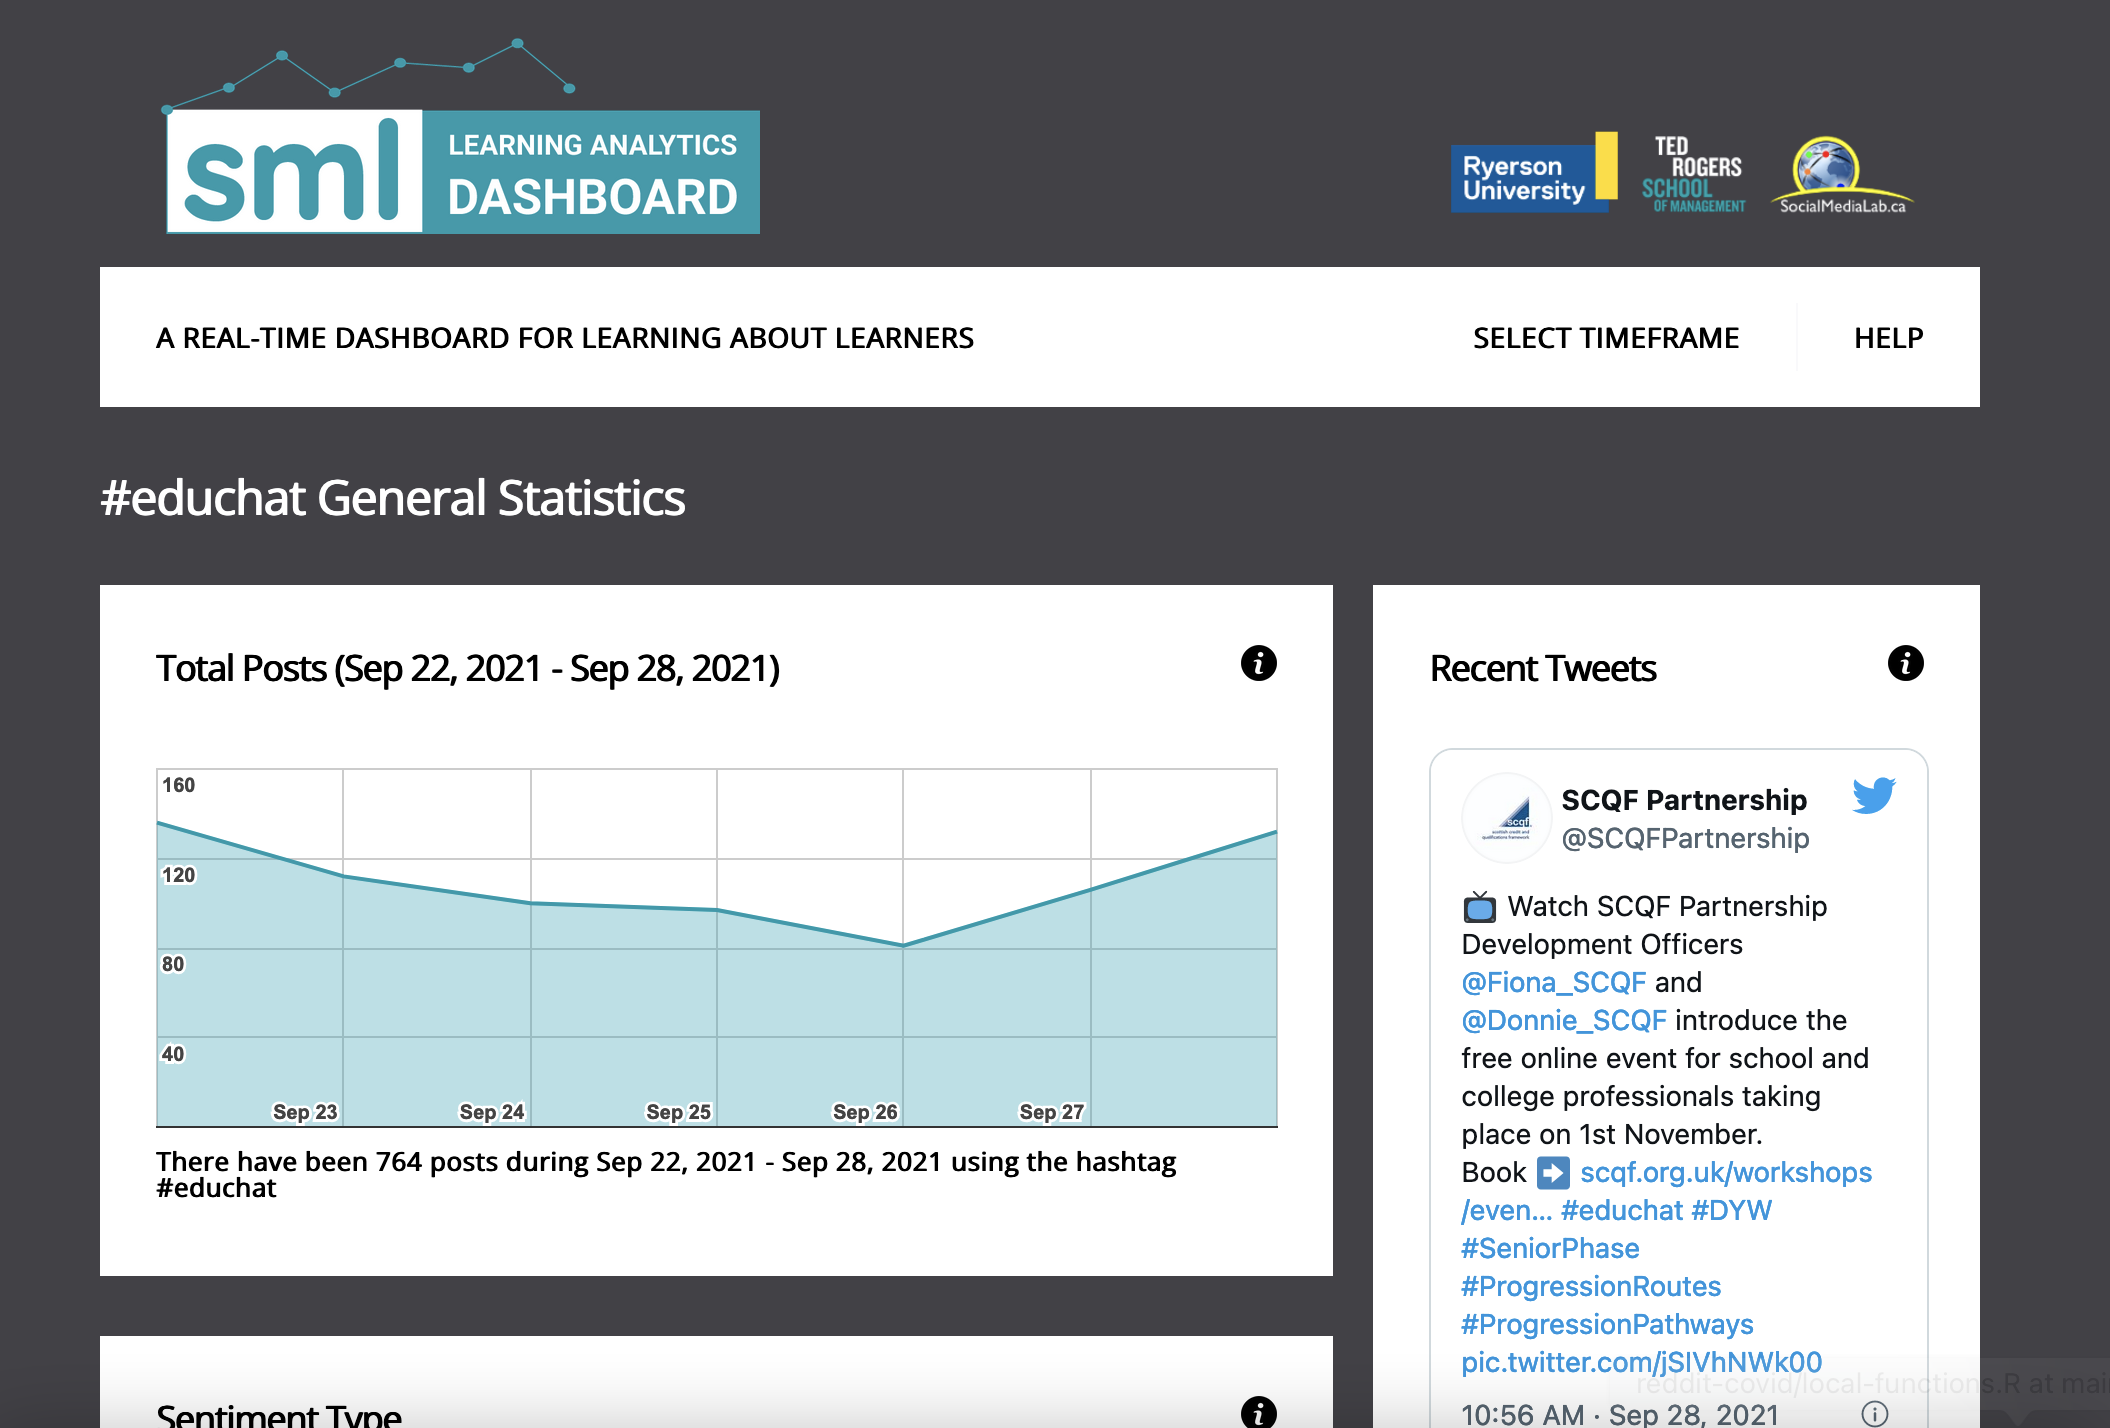 sml
LEARNING ANALYTICS
DASHBOARD
Ryerson
University
TED
ROGERS
SCHOOL
OF MANAGEMENT
SocialMediaLab.ca
A REAL-TIME DASHBOARD FOR LEARNING ABOUT LEARNERS
SELECT TIMEFRAME
HELP
#educhat General Statistics
Total Posts (Sep 22, 2021 - Sep 28, 2021)
160
120
80
40
Sep 23
Sep 24
Sep 25
Sep 26
Sep 27
There have been 764 posts during Sep 22, 2021 - Sep 28, 2021 using the hashtag
#educhat
Sentiment Type
Recent Tweets
scqf
scottish credit and
qualifications framework
SCQF Partnership
@SCQFPartnership
📺 Watch SCQF Partnership
Development Officers
@Fiona_SCQF and
@Donnie_SCQF introduce the
free online event for school and
college professionals taking
place on 1st November.
Book ➡️ scqf.org.uk/workshops
/even... #educhat #DYW
#SeniorPhase
#ProgressionRoutes
#ProgressionPathways
pic.twitter.com/jSIVhNWk00
reddit-covid/local-functions.R at mai
10:56 AM · Sep 28, 2021